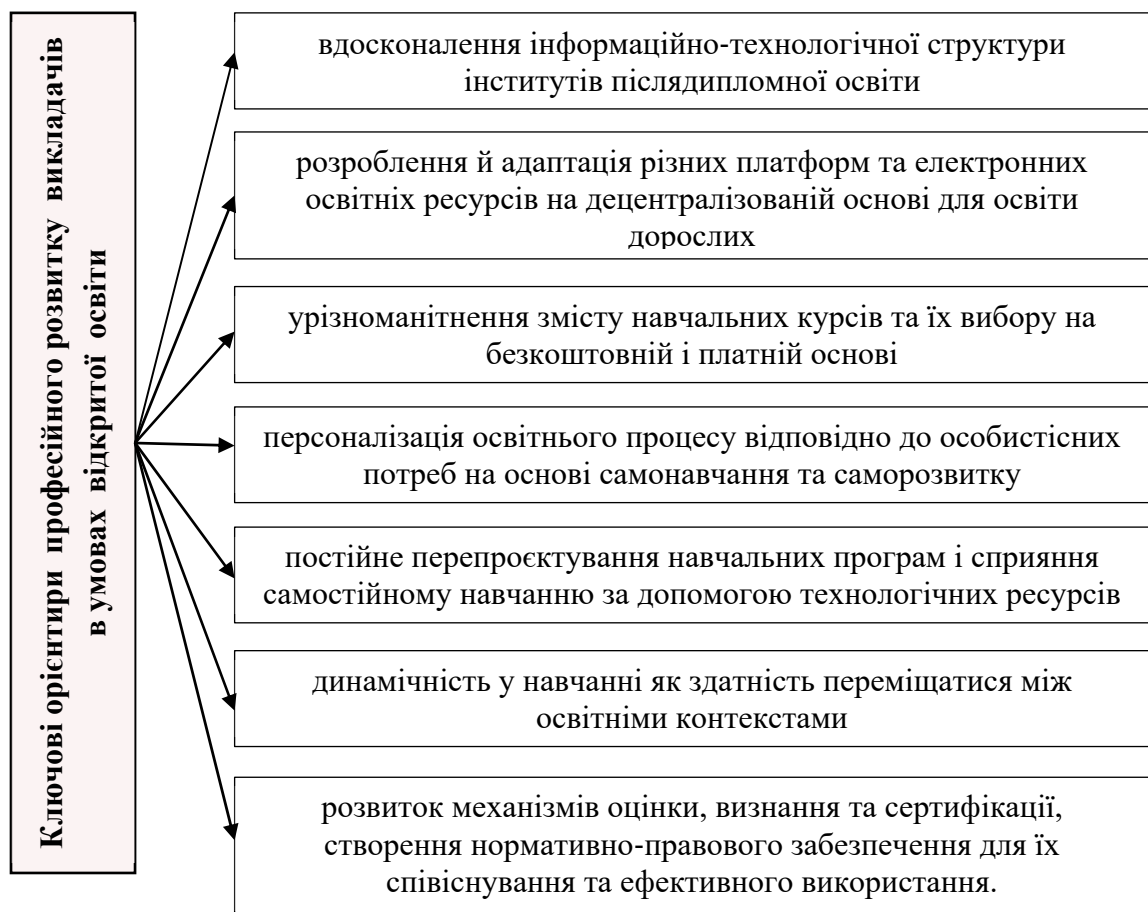 Ключові орієнтири професійного розвитку викладачів
в умовах відкритої освіти
вдосконалення інформаційно-технологічної структури
інститутів післядипломної освіти
розроблення й адаптація різних платформ та електронних
освітніх ресурсів на децентралізованій основі для освіти
дорослих
урізноманітнення змісту навчальних курсів та їх вибору на
безкоштовній і платній основі
персоналізація освітнього процесу відповідно до особистісних
потреб на основі самонавчання та саморозвитку
постійне перепроєктування навчальних програм і сприяння
самостійному навчанню за допомогою технологічних ресурсів
динамічність у навчанні як здатність переміщатися між
освітніми контекстами
розвиток механізмів оцінки, визнання та сертифікації,
створення нормативно-правового забезпечення для їх
співіснування та ефективного використання.